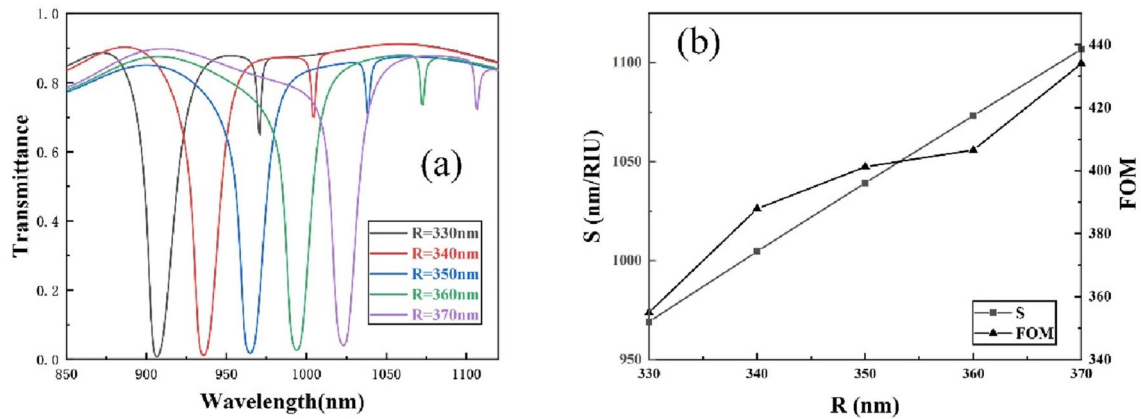 1.0
0.8
0.6
0.4
0.2
0.0
Transmittance
850 900 950 1000 1050 1100
Wavelength(nm)
(a)
R=330nm
R=340nm
R=350nm
R=360nm
R=370nm
(b)
1100
1050
1000
950
S (nm/RIU)
440
420
400
380
360
340
FOM
330 340 350 360 370
R (nm)
S
FOM